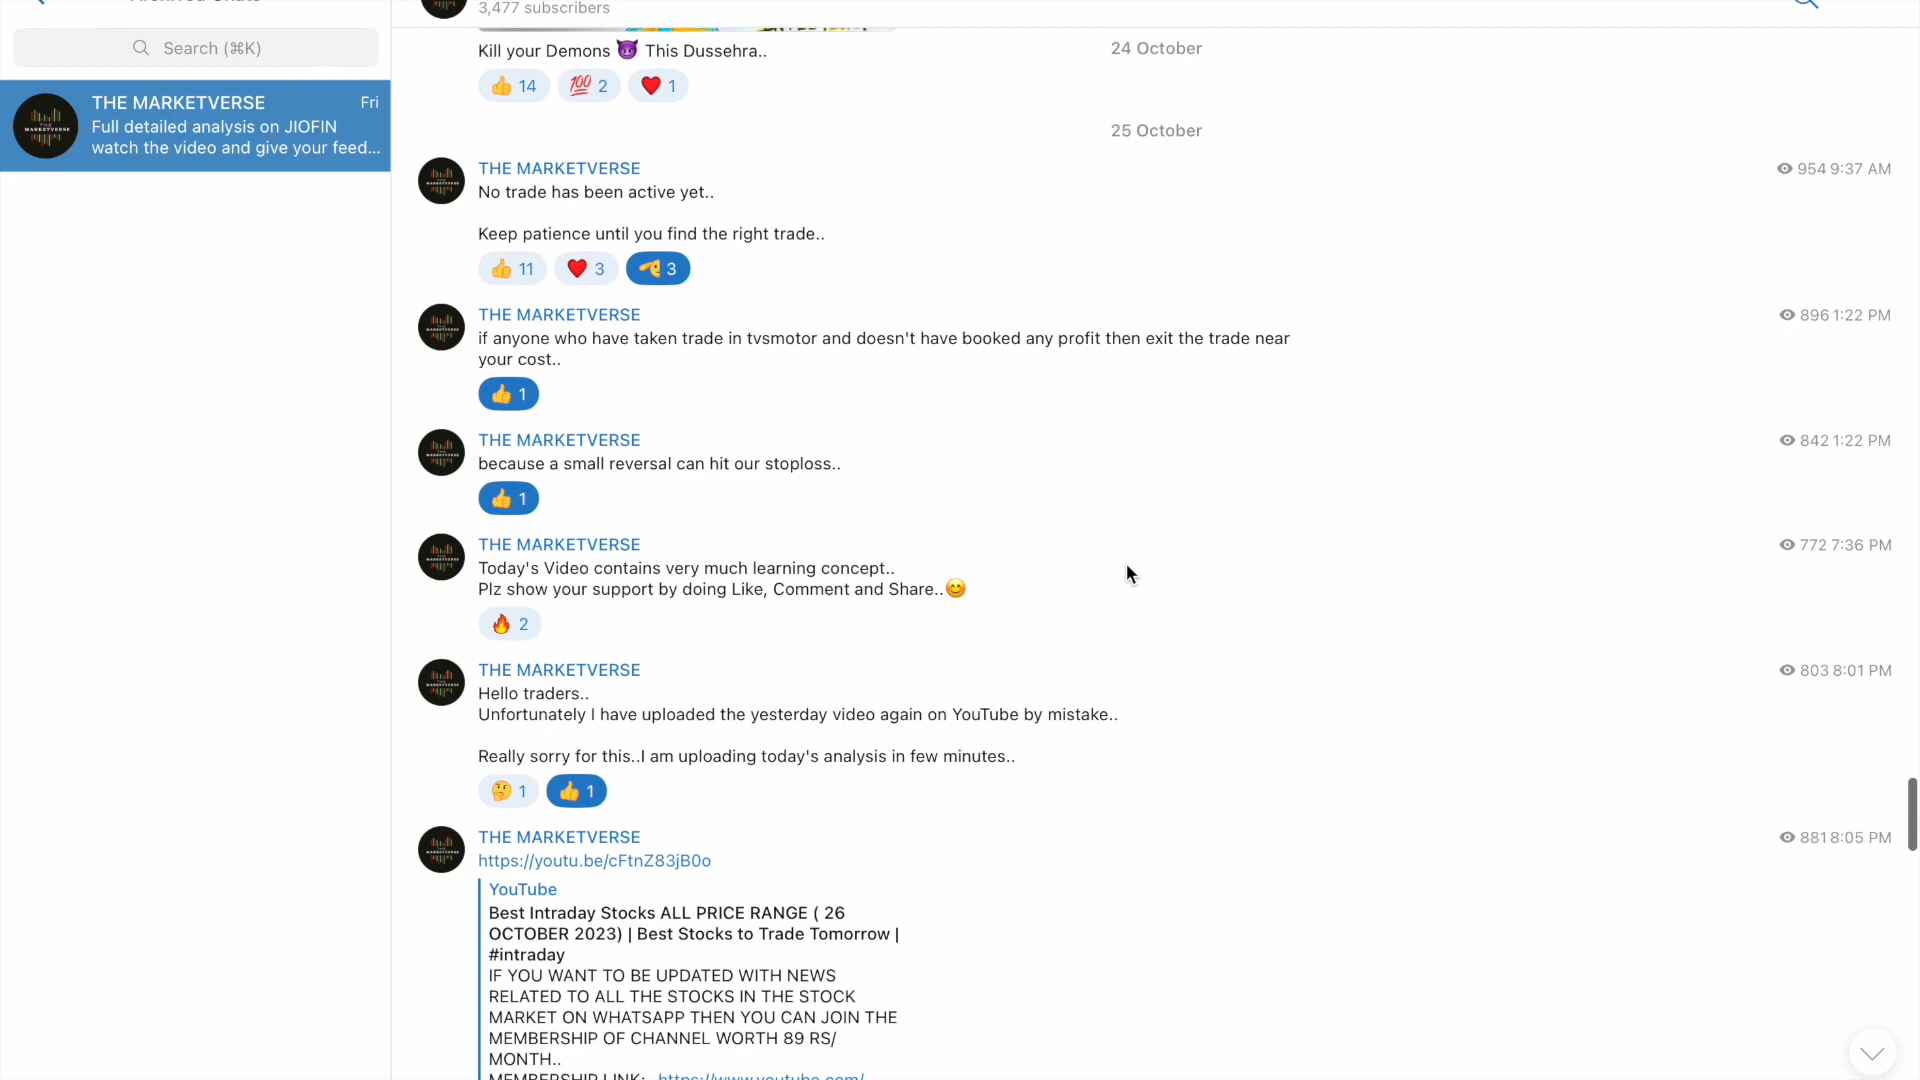 3,477 subscribers
Search (⌘K)
THE MARKETVERSE
Fri
Full detailed analysis on JIOFIN
watch the video and give your feed...
Kill your Demons 😈 This Dussehra..
👍 14 💯 2 ❤️ 1
24 October
25 October
THE MARKETVERSE
954 9:37 AM
No trade has been active yet..
Keep patience until you find the right trade..
👍 11 ❤️ 3 🫡 3
THE MARKETVERSE
896 1:22 PM
if anyone who have taken trade in tvsmotor and doesn't have booked any profit then exit the trade near
your cost..
👍 1
THE MARKETVERSE
842 1:22 PM
because a small reversal can hit our stoploss..
👍 1
THE MARKETVERSE
772 7:36 PM
Today's Video contains very much learning concept..
Plz show your support by doing Like, Comment and Share..😊
🔥 2
THE MARKETVERSE
803 8:01 PM
Hello traders..
Unfortunately I have uploaded the yesterday video again on YouTube by mistake..
Really sorry for this..I am uploading today's analysis in few minutes..
🤔 1 👍 1
THE MARKETVERSE
881 8:05 PM
https://youtu.be/cFtnZ83jB0o
YouTube
Best Intraday Stocks ALL PRICE RANGE ( 26
OCTOBER 2023) | Best Stocks to Trade Tomorrow |
#intraday
IF YOU WANT TO BE UPDATED WITH NEWS
RELATED TO ALL THE STOCKS IN THE STOCK
MARKET ON WHATSAPP THEN YOU CAN JOIN THE
MEMBERSHIP OF CHANNEL WORTH 89 RS/
MONTH..
MEMBERSHIP LINK:- https://www.youtube.com/